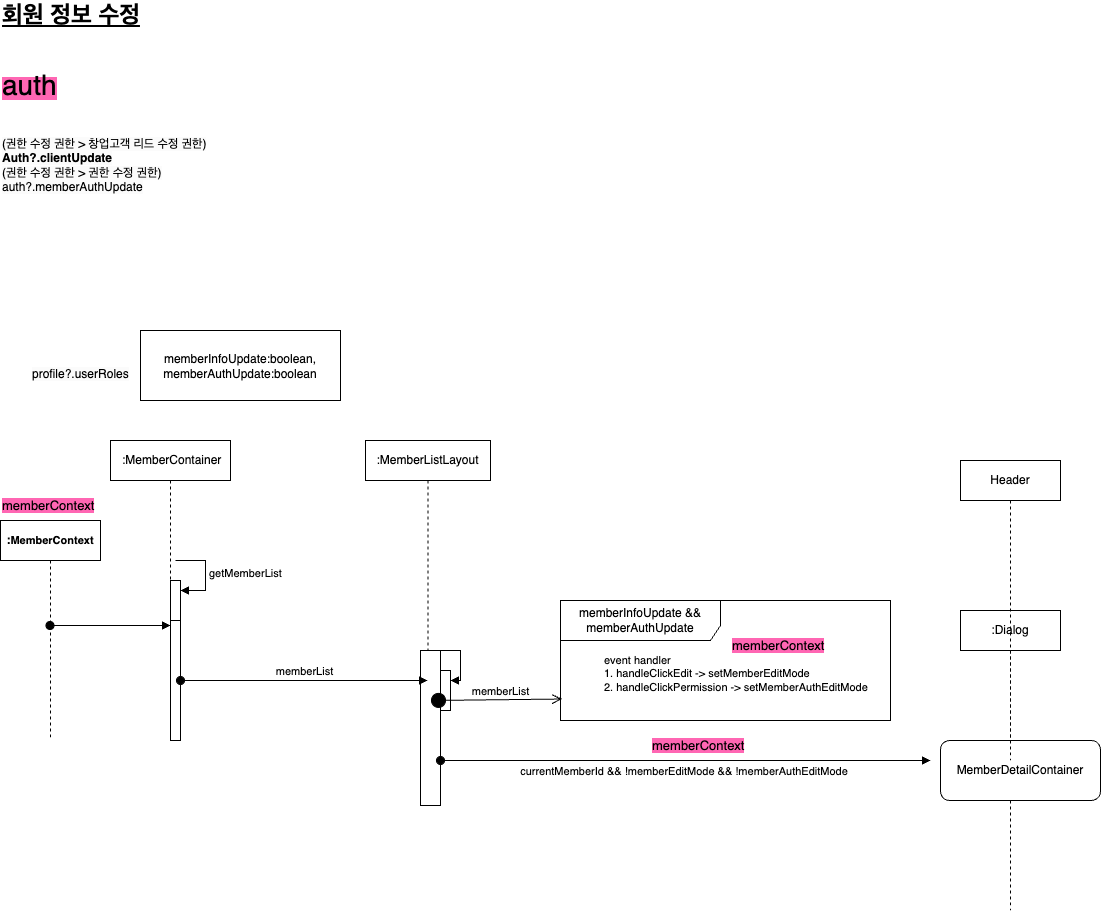 회원 정보 수정
auth
(권한 수정 권한 > 창업고객 리드 수정 권한)
Auth?.clientUpdate
(권한 수정 권한 > 권한 수정 권한)
auth?.memberAuthUpdate
memberInfoUpdate:boolean,
memberAuthUpdate:boolean
profile?.userRoles
:MemberContainer
:MemberListLayout
Header
memberContext
:MemberContext
getMemberList
memberInfoUpdate &&
memberAuthUpdate
:Dialog
memberContext
event handler
1. handleClickEdit -> setMemberEditMode
2. handleClickPermission -> setMemberAuthEditMode
memberList
memberList
memberContext
currentMemberId && !memberEditMode && !memberAuthEditMode
MemberDetailContainer